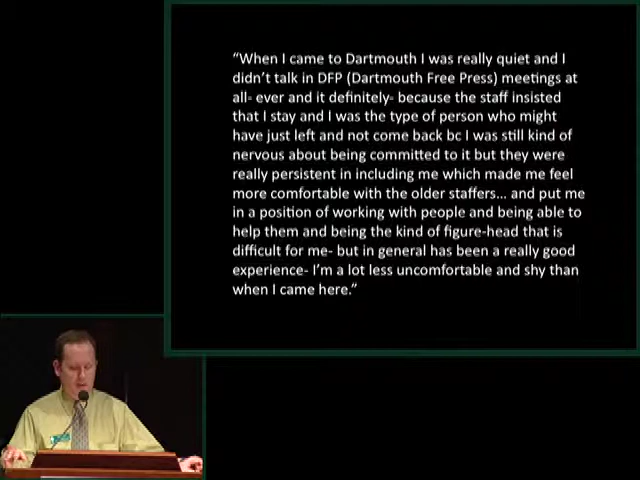 “When I came to Dartmouth I was really quiet and I
didn’t talk in DFP (Dartmouth Free Press) meetings at
all- ever and it definitely- because the staff insisted
that I stay and I was the type of person who might
have just left and not come back bc I was still kind of
nervous about being committed to it but they were
really persistent in including me which made me feel
more comfortable with the older staffers... and put me
in a position of working with people and being able to
help them and being the kind of figure-head that is
difficult for me- but in general has been a really good
experience- I’m a lot less uncomfortable and shy than
when I came here.”